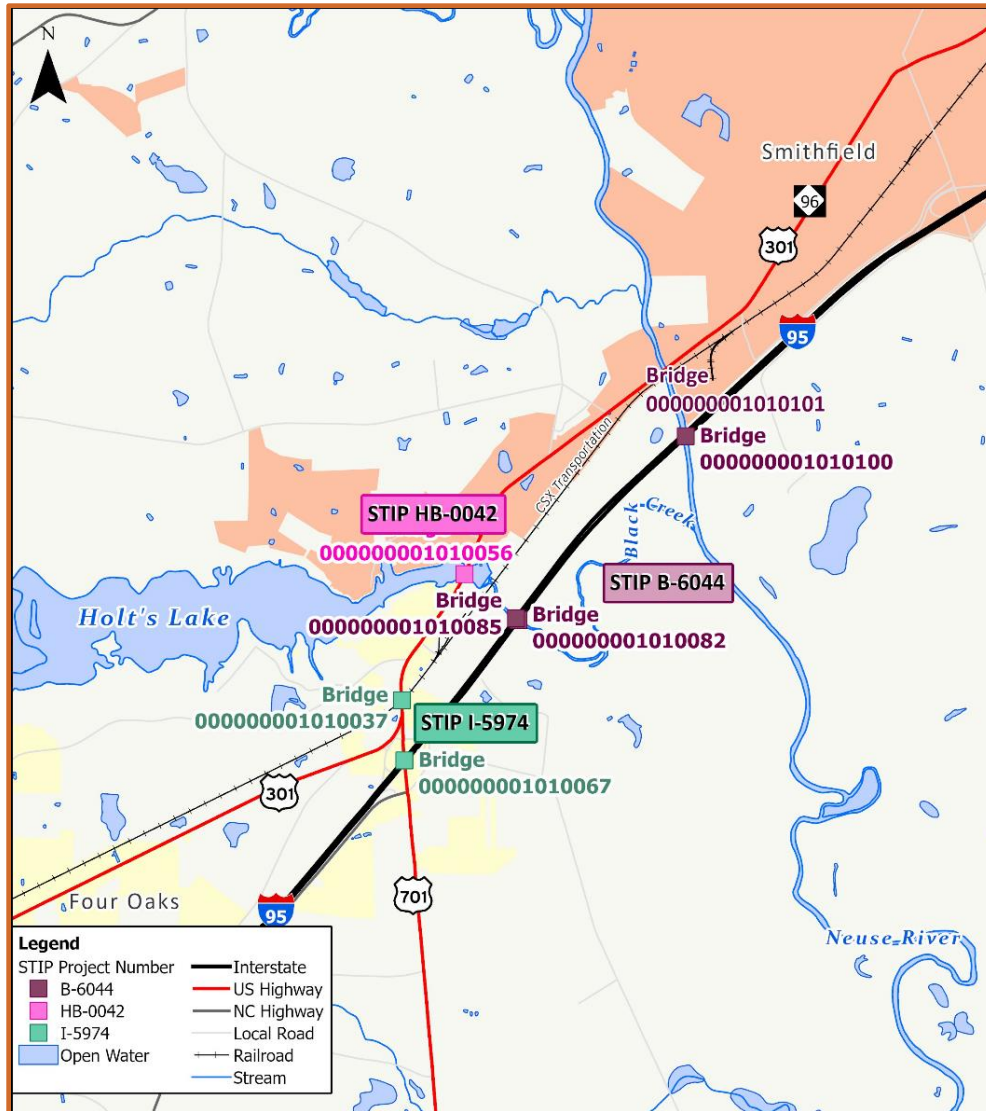 N
Smithfield
96
301
95
Bridge
000000001010101
Bridge
000000001010100
CSX Transportation
STIP HB-0042
000000001010056
Black Creek
STIP B-6044
Holt's Lake
Bridge
000000001010085
Bridge
000000001010082
Bridge
000000001010037
STIP I-5974
Bridge
000000001010067
301
701
Four Oaks
95
Neuse River
Legend
STIP Project Number
B-6044
HB-0042
I-5974
Open Water
Interstate
US Highway
NC Highway
Local Road
Railroad
Stream